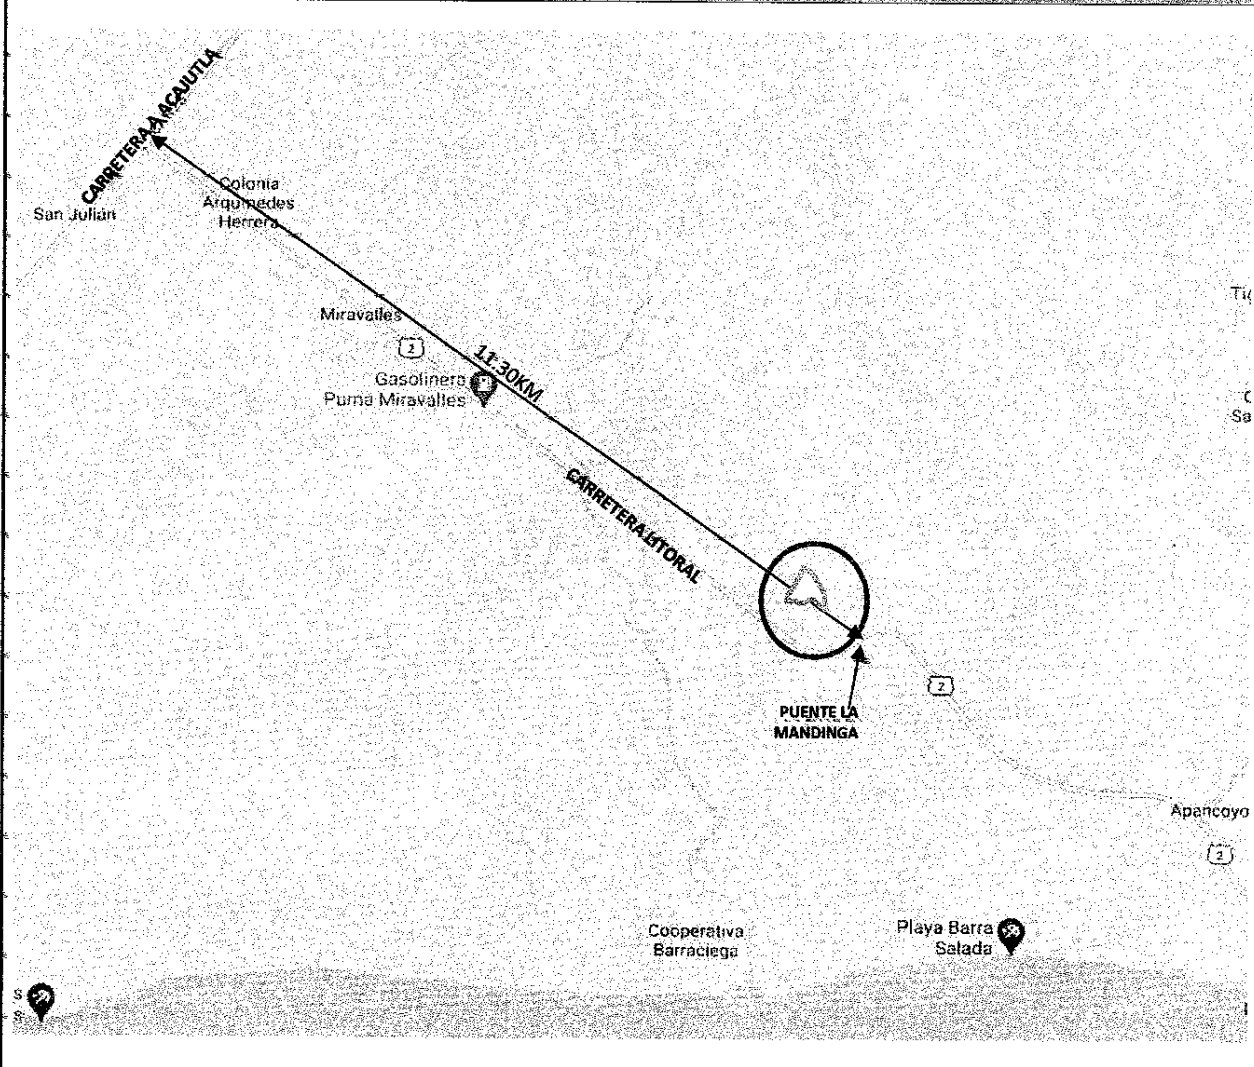 CARRETERA A ACAJUTLA
San Julián
Colonia
Arquímedes
Herrera
Miravalles
2
11.30KM
Gasolinera
Puma Miravalles
CARRETERA LITORAL
2
PUENTE LA
MANDINGA
Apancoyo
2
Cooperativa
Barraciega
Playa Barra
Salada